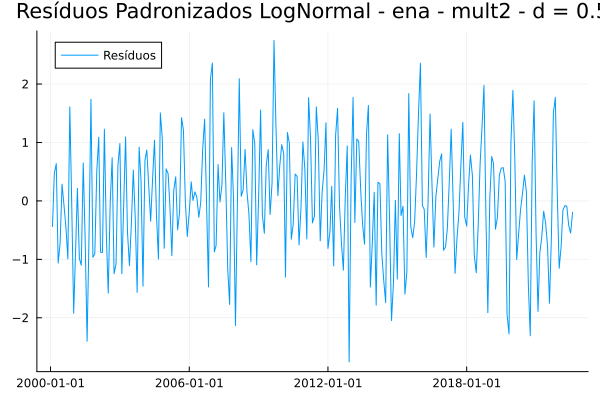 Resíduos Padronizados LogNormal - ena - mult2 - d = 0.5
Resíduos
2
1
0
−1
−2
2000-01-01 2006-01-01 2012-01-01 2018-01-01